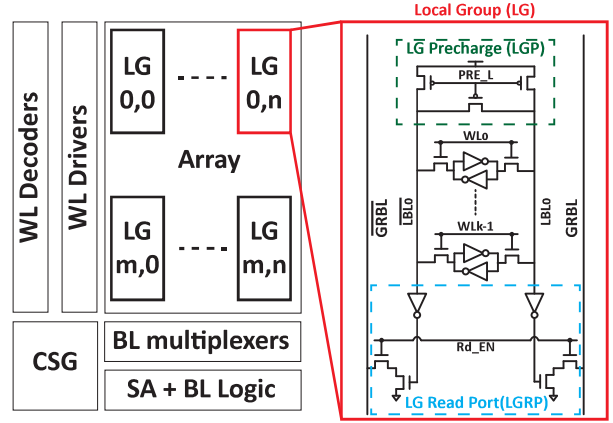 WL Decoders
WL Drivers
LG
0,0
LG
0,n
Array
LG
m,0
LG
m,n
CSG
BL multiplexers
SA + BL Logic
Local Group (LG)
LG Precharge (LGP)
PRE_L
WL0
GRBL
LBL0
LBL0
GRBL
WLk-1
Rd_EN
LG Read Port(LGRP)